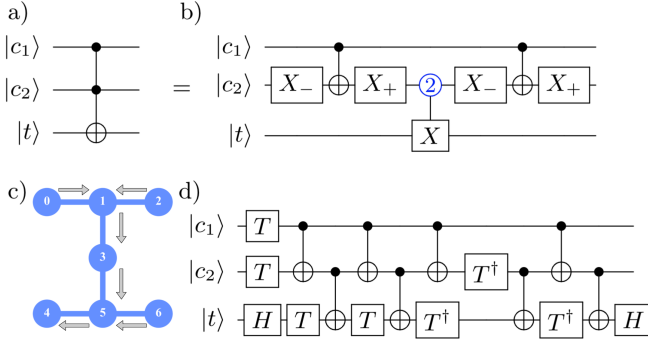 a)
|c₁⟩
|c₂⟩
|t⟩
=
b)
|c₁⟩
|c₂⟩ X₋ X₊ 2 X₋ X₊
|t⟩ X
c)
0 1 2
3
4 5 6
d)
|c₁⟩ T
|c₂⟩ T T†
|t⟩ H T T T† T† H